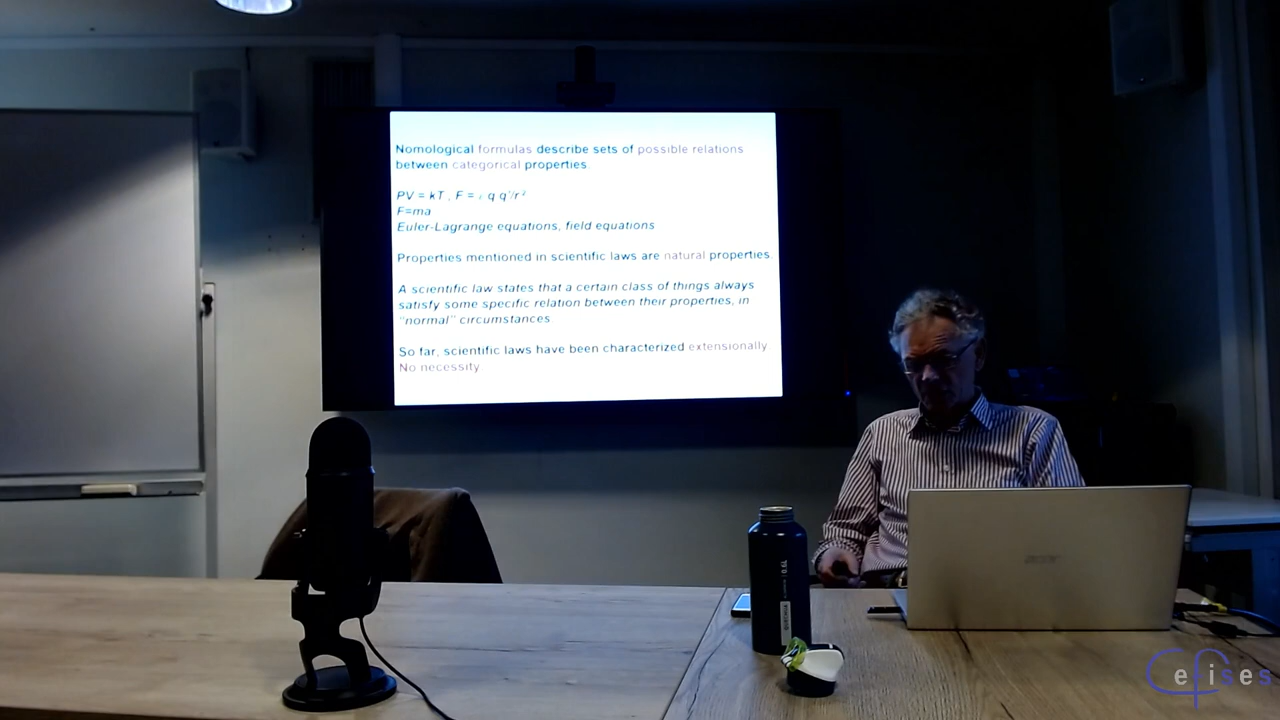 Nomological formulas describe sets of possible relations
between categorical properties.
PV = kT , F = q q'/r²
F=ma
Euler-Lagrange equations, field equations
Properties mentioned in scientific laws are natural properties.
A scientific law states that a certain class of things always
satisfy some specific relation between their properties, in
"normal" circumstances.
So far, scientific laws have been characterized extensionally
No necessity
acer
Cefises